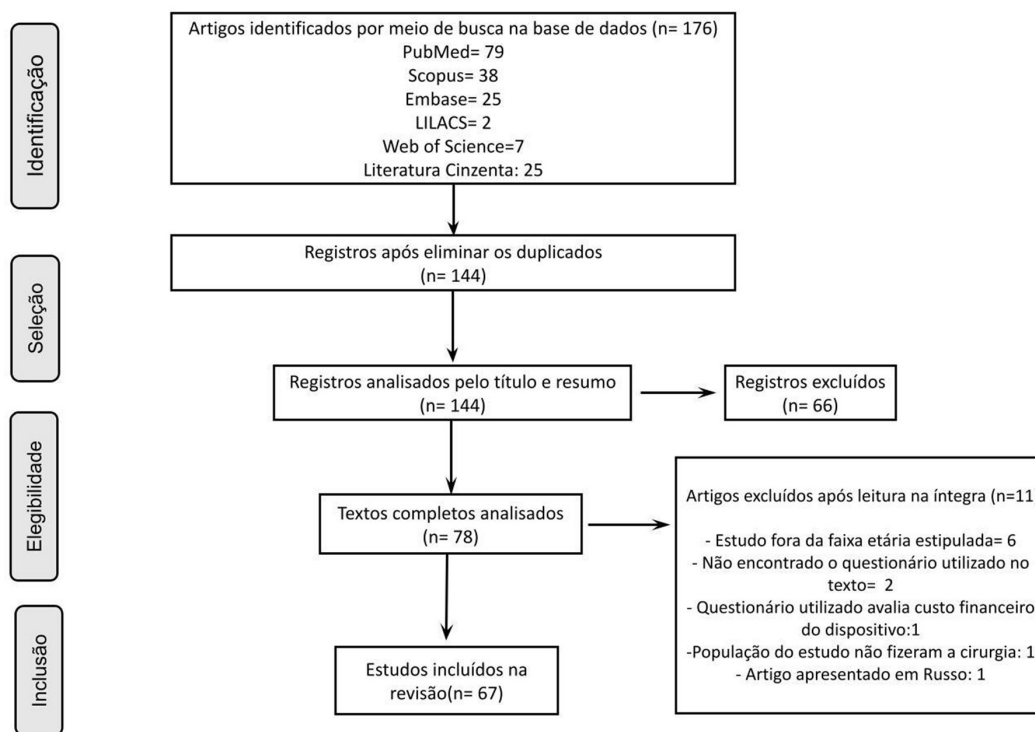 Identificação
Artigos identificados por meio de busca na base de dados (n= 176)
PubMed= 79
Scopus= 38
Embase= 25
LILACS= 2
Web of Science=7
Literatura Cinzenta: 25
Seleção
Registros após eliminar os duplicados
(n= 144)
Registros analisados pelo título e resumo
(n= 144)
Registros excluídos
(n= 66)
Elegibilidade
Textos completos analisados
(n= 78)
Artigos excluídos após leitura na íntegra (n=11
- Estudo fora da faixa etária estipulada= 6
- Não encontrado o questionário utilizado no
texto= 2
- Questionário utilizado avalia custo financeiro
do dispositivo:1
-População do estudo não fizeram a cirurgia: 1
- Artigo apresentado em Russo: 1
Inclusão
Estudos incluídos na
revisão(n= 67)